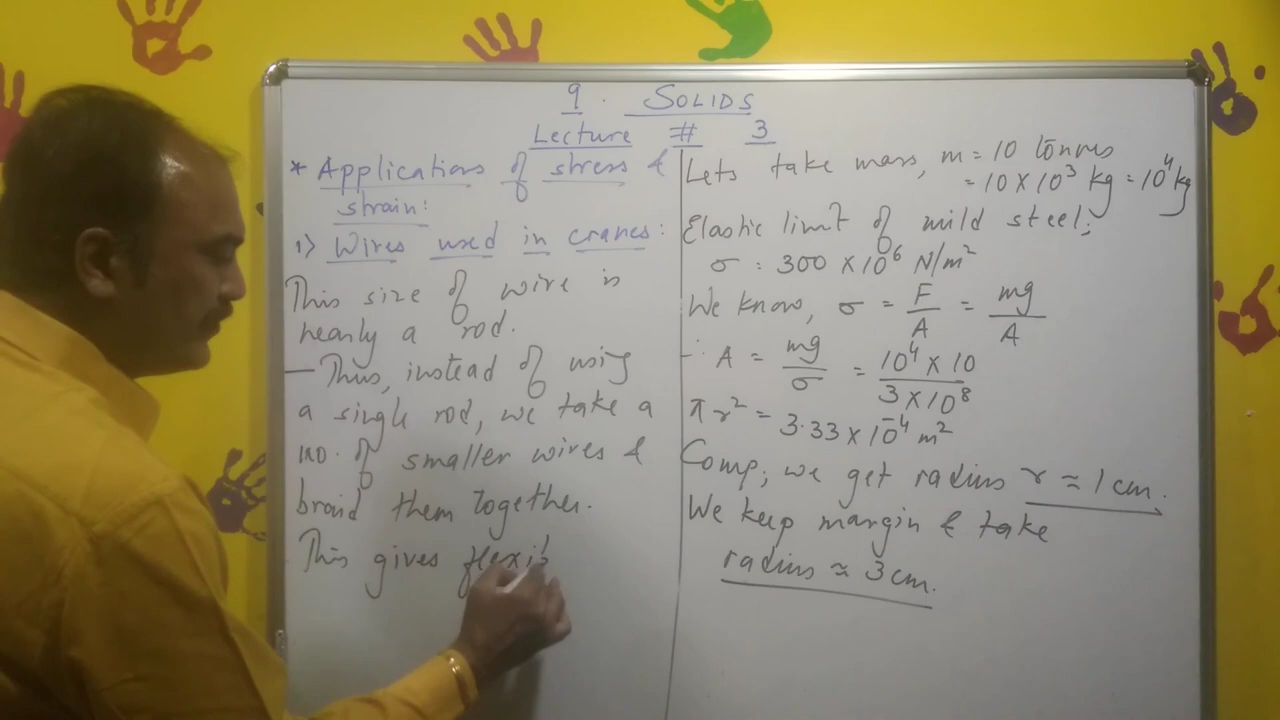 9. SOLIDS
Lecture # 3
* Applications of stress &
strain:
1) Wires used in cranes:
This size of wire is
nearly a rod.
— Thus, instead of using
a single rod, we take a
no. of smaller wires &
braid them together.
This gives flexib
Lets take mass, m = 10 tonnes
= 10 × 10³ kg = 10⁴ kg
Elastic limit of mild steel;
σ = 300 × 10⁶ N/m²
We know, σ = F/A = mg/A
∴ A = mg/σ = 10⁴ × 10 / 3 × 10⁸
πr² = 3.33 × 10⁻⁴ m²
Comp; we get radius r ≈ 1 cm.
We keep margin & take
radius ≈ 3 cm.